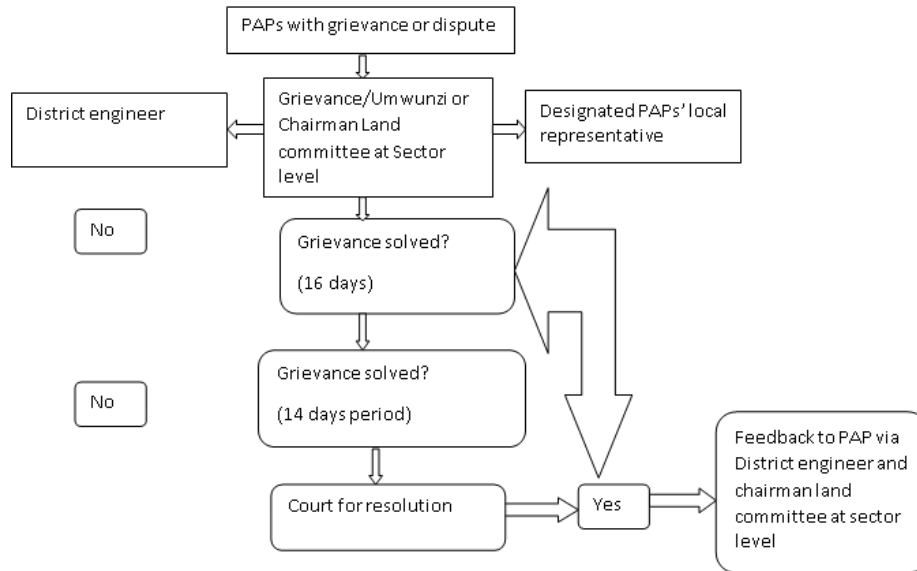 PAPs with grievance or dispute
District engineer
Grievance/Umwunzi or
Chairman Land
committee at Sector
level
Designated PAPs' local
representative
No
Grievance solved?
(16 days)
No
Grievance solved?
(14 days period)
Court for resolution
Yes
Feedback to PAP via
District engineer and
chairman land
committee at sector
level